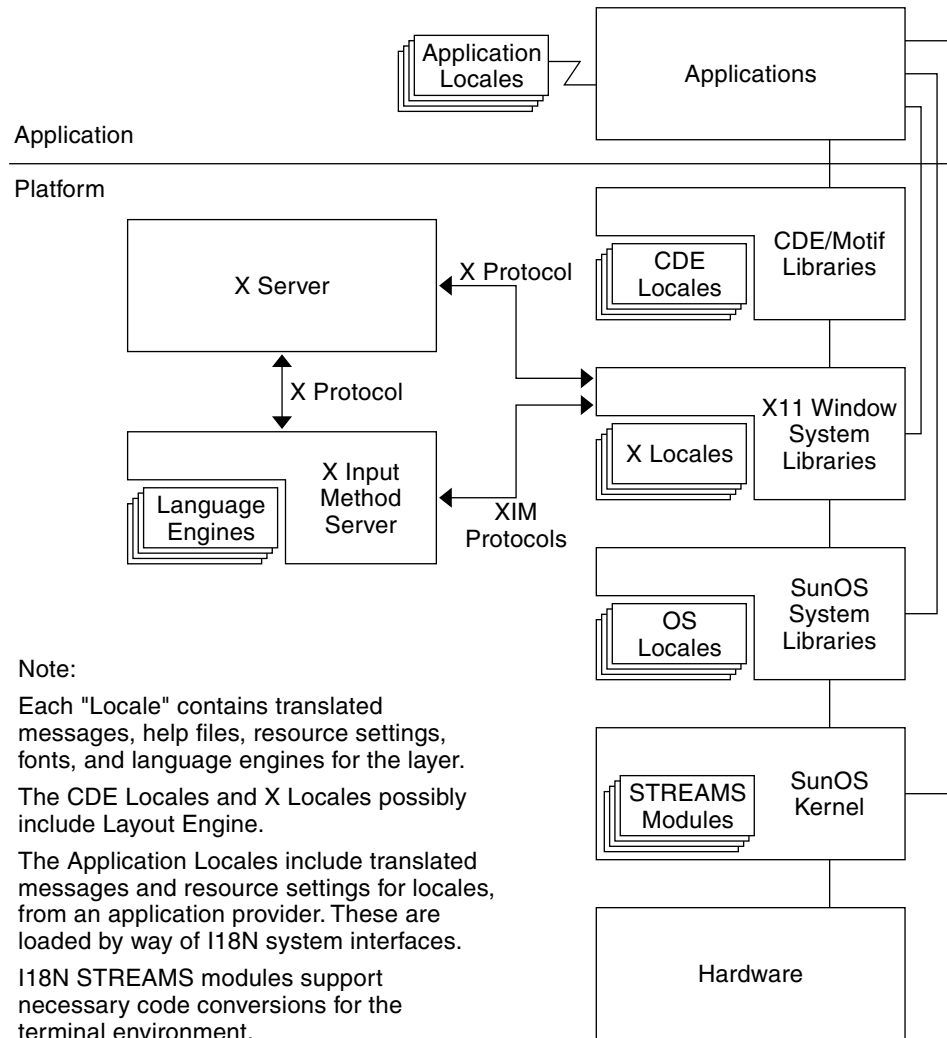 Application
Locales
Applications
Application
Platform
X Server
X Protocol
CDE
Locales
CDE/Motif
Libraries
X Protocol
X Input
Method
Server
Language
Engines
XIM
Protocols
X Locales
X11 Window
System
Libraries
OS
Locales
SunOS
System
Libraries
STREAMS
Modules
SunOS
Kernel
Hardware
Note:
Each "Locale" contains translated
messages, help files, resource settings,
fonts, and language engines for the layer.
The CDE Locales and X Locales possibly
include Layout Engine.
The Application Locales include translated
messages and resource settings for locales,
from an application provider. These are
loaded by way of I18N system interfaces.
I18N STREAMS modules support
necessary code conversions for the
terminal environment.